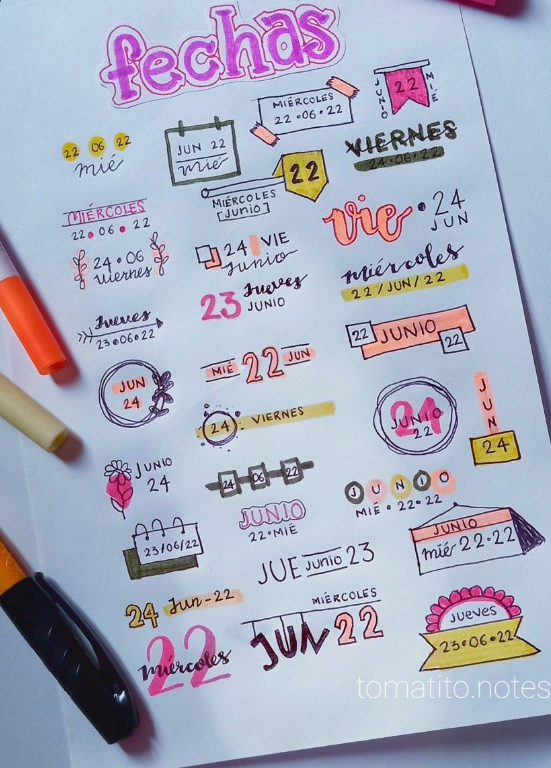 fechas
22 06 22
mié
JUN 22
mié
MIÉRCOLES
22•06•22
JUNIO
22
MIÉ
VIERNES
24•06•22
22
MIÉRCOLES
[Junio]
MIÉRCOLES
22•06•22
24•06
viernes
24 VIE
junio
vie•24
JUN
miércoles
22/JUN/22
Jueves
23•06•22
23 Jueves
JUNIO
22 JUNIO 22
JUN
24
MIÉ 22 JUN
24 VIERNES
24
JUNIO
22
JUN
24
JUNIO
24
24 06 22
JUNIO
22•MIÉ
JUNIO
MIÉ•22•22
23/06/22
JUE Junio 23
JUNIO
mié 22•22
24 Jun-22
22
miércoles
MIÉRCOLES
JUN 22
Jueves
23•06•22
tomatito.notes